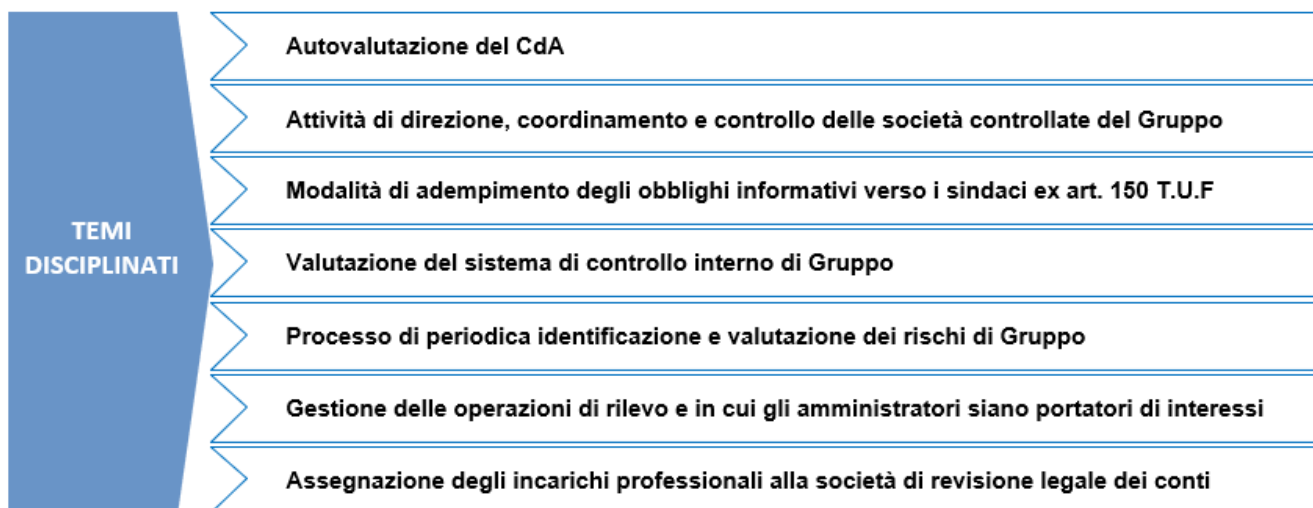 TEMI
DISCIPLINATI
Autovalutazione del CdA
Attività di direzione, coordinamento e controllo delle società controllate del Gruppo
Modalità di adempimento degli obblighi informativi verso i sindaci ex art. 150 T.U.F
Valutazione del sistema di controllo interno di Gruppo
Processo di periodica identificazione e valutazione dei rischi di Gruppo
Gestione delle operazioni di rilievo e in cui gli amministratori siano portatori di interessi
Assegnazione degli incarichi professionali alla società di revisione legale dei conti